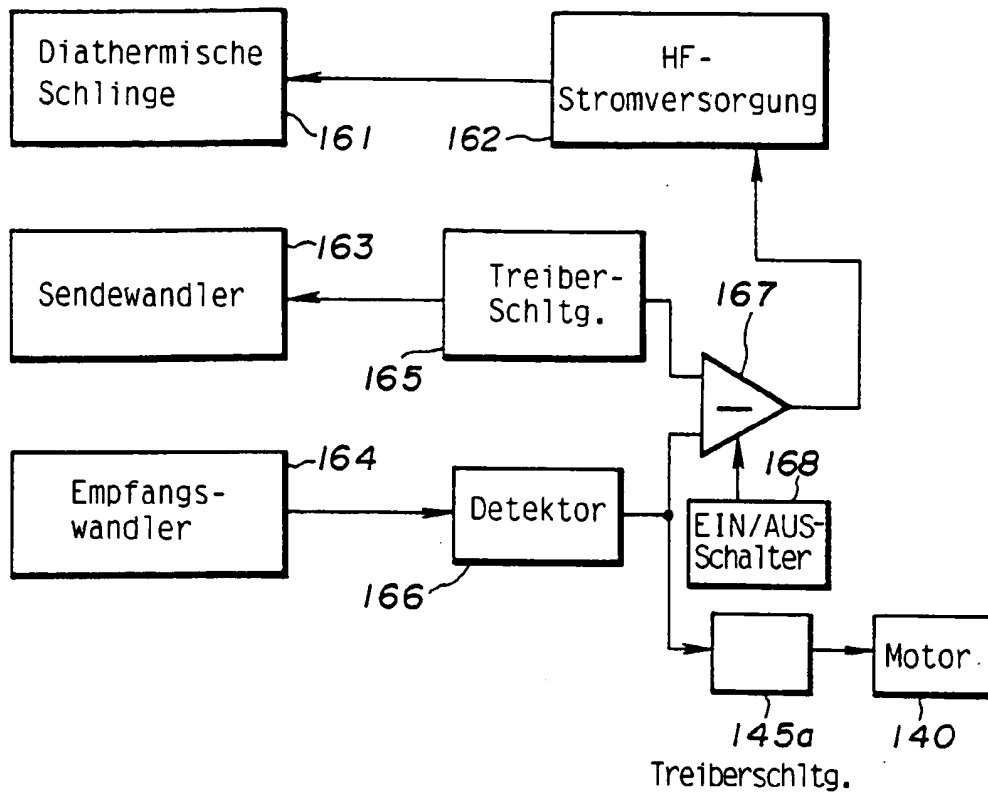 Diathermische
Schlinge
161
HF-
Stromversorgung
162
163
Sendewandler
Treiber-
Schltg.
165
167
164
Empfangs-
wandler
Detektor
166
168
EIN/AUS-
Schalter
Motor
145a
140
Treiberschltg.